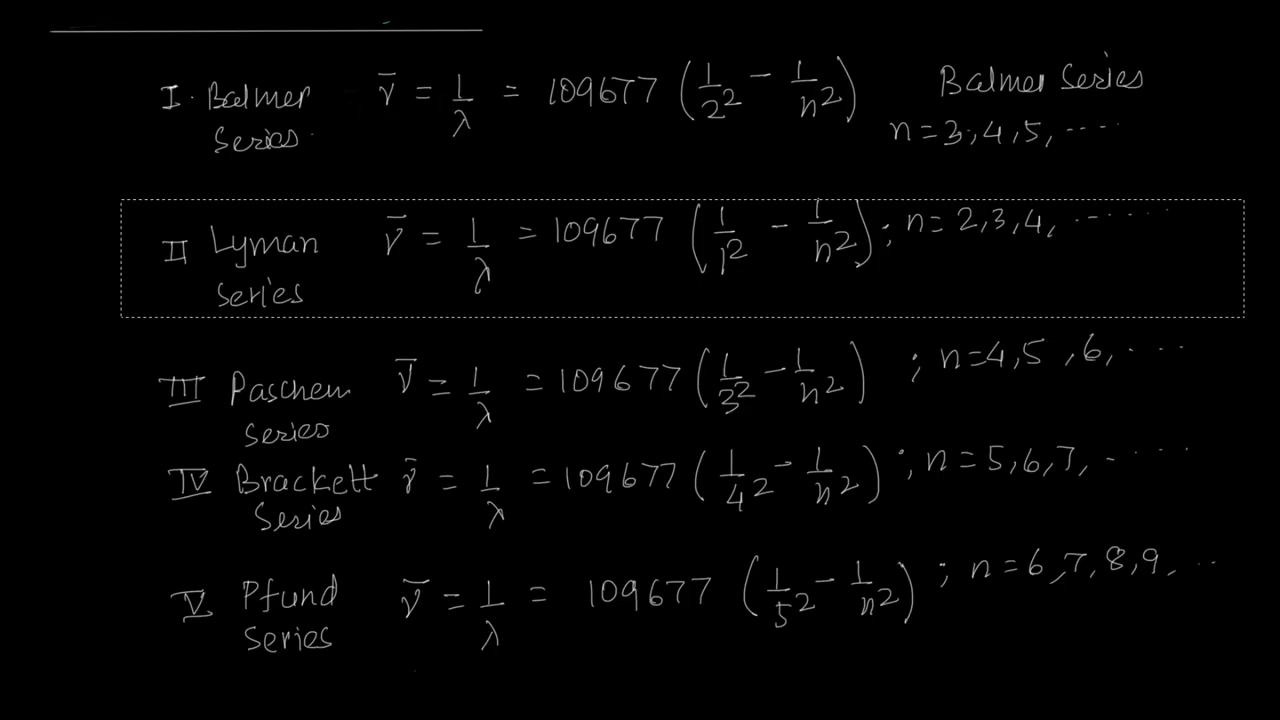 I. Balmer Series ν̄ = 1/λ = 109677 (1/2² − 1/n²) Balmer Series
n = 3, 4, 5, ....
II Lyman Series ν̄ = 1/λ = 109677 (1/1² − 1/n²) ; n = 2, 3, 4, .......
III Paschem Series ν̄ = 1/λ = 109677 (1/3² − 1/n²) ; n = 4, 5, 6, ....
IV Brackett Series ν̄ = 1/λ = 109677 (1/4² − 1/n²) ; n = 5, 6, 7, .....
V Pfund Series ν̄ = 1/λ = 109677 (1/5² − 1/n²) ; n = 6, 7, 8, 9, ...